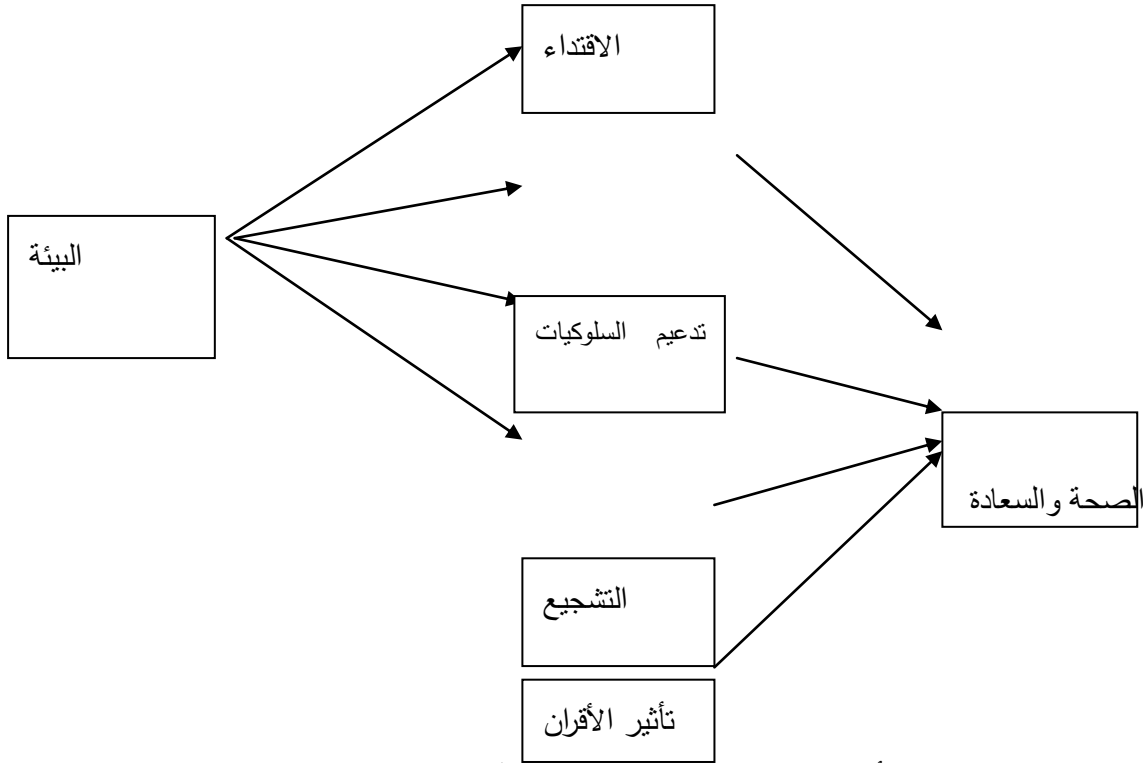 الاقتداء
البيئة
تدعيم السلوكيات
الصحة والسعادة
التشجيع
تأثير الأقران